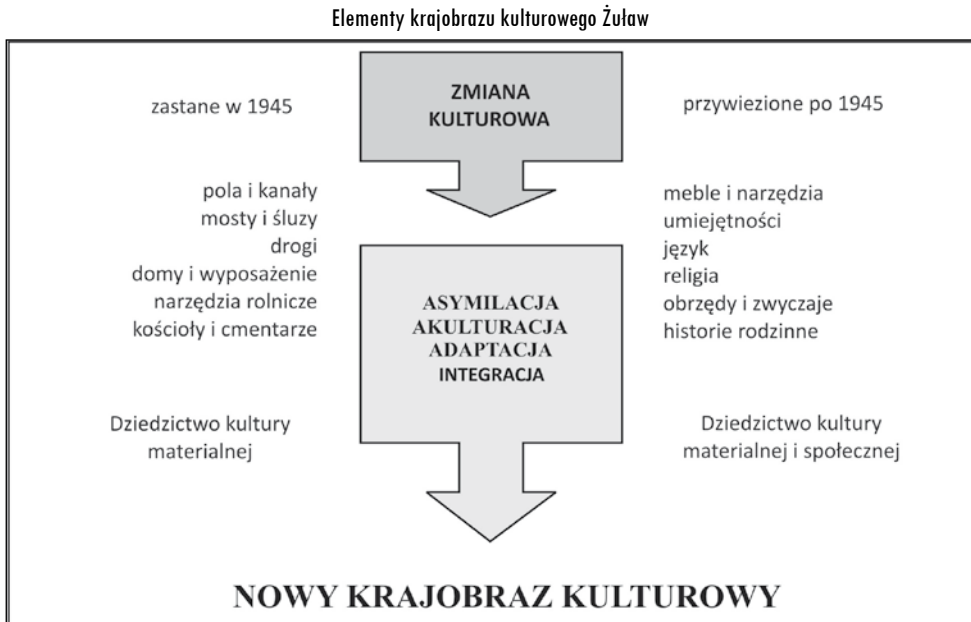 Elementy krajobrazu kulturowego Żuław
zastane w 1945
ZMIANA
KULTUROWA
przywiezione po 1945
pola i kanały
mosty i śluzy
drogi
domy i wyposażenie
narzędzia rolnicze
kościoły i cmentarze
meble i narzędzia
umiejętności
język
religia
obrzędy i zwyczaje
historie rodzinne
ASYMILACJA
AKULTURACJA
ADAPTACJA
INTEGRACJA
Dziedzictwo kultury
materialnej
Dziedzictwo kultury
materialnej i społecznej
NOWY KRAJOBRAZ KULTUROWY